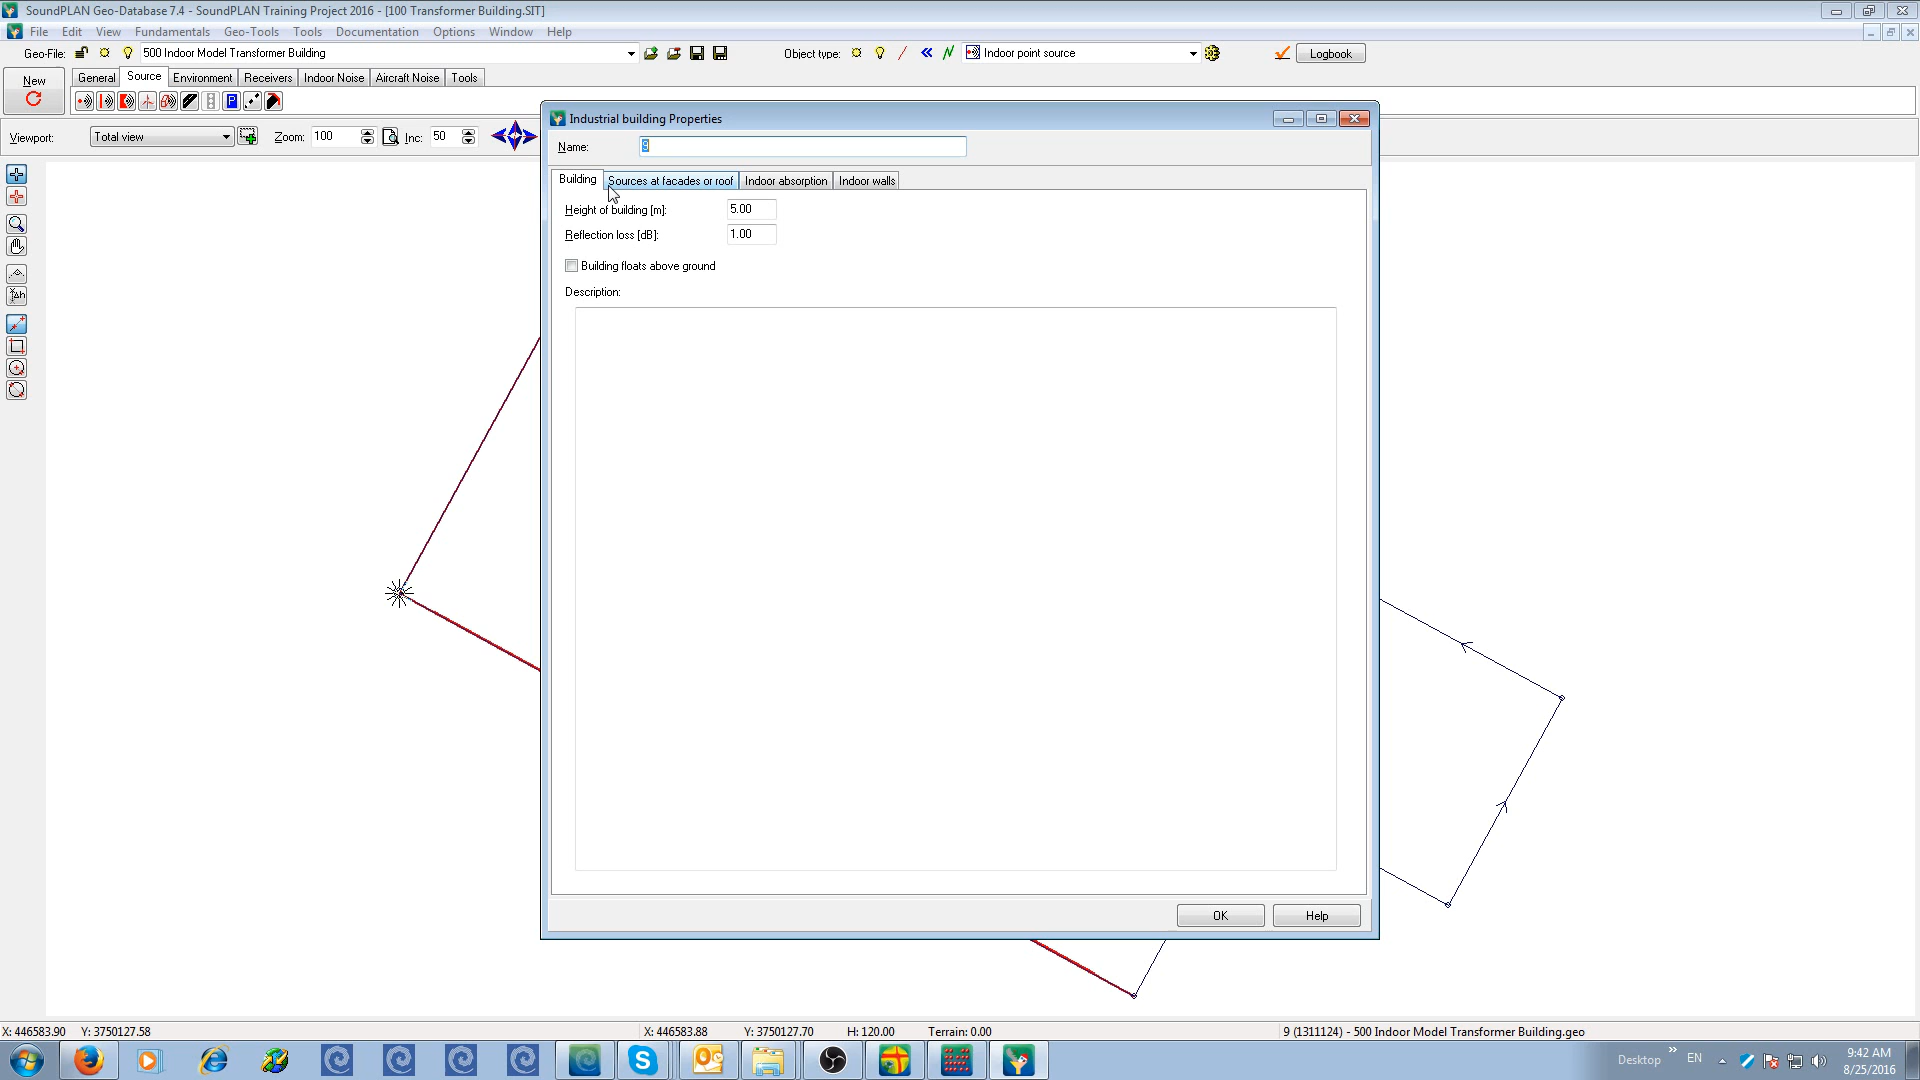 SoundPLAN Geo-Database 7.4 - SoundPLAN Training Project 2016 - [100 Transformer Building.SIT]
File Edit View Fundamentals Geo-Tools Tools Documentation Options Window Help
Geo-File: 500 Indoor Model Transformer Building Object type: Indoor point source Logbook
New General Source Environment Receivers Indoor Noise Aircraft Noise Tools
Viewport: Total view Zoom: 100 Inc: 50
Industrial building Properties
Name: 9
Building Sources at facades or roof Indoor absorption Indoor walls
Height of building [m]: 5.00
Reflection loss [dB]: 1.00
Building floats above ground
Description:
OK Help
X: 446583.90 Y: 3750127.58 X: 446583.88 Y: 3750127.70 H: 120.00 Terrain: 0.00 9 (1311124) - 500 Indoor Model Transformer Building.geo
Desktop EN 9:42 AM
8/25/2016